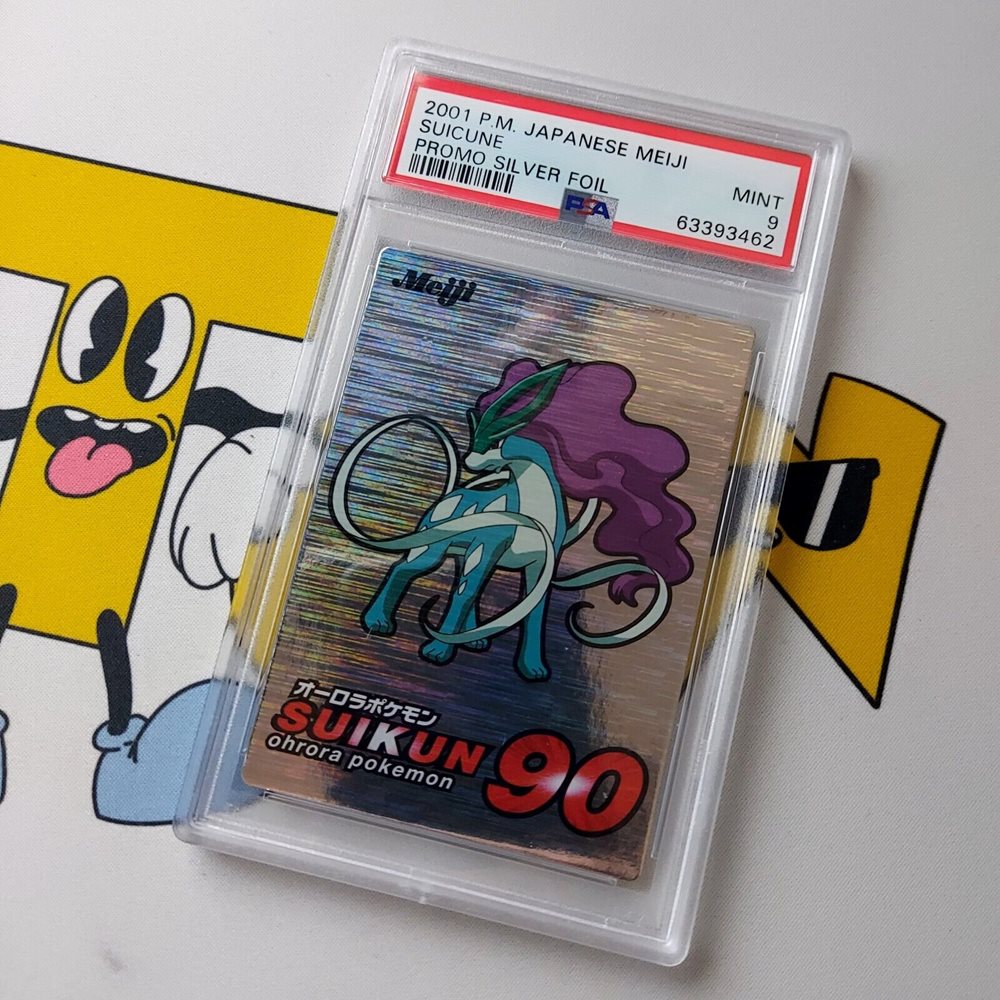 2001 P.M. JAPANESE MEIJI
SUICUNE
PROMO SILVER FOIL
MINT
9
63393462
PSA
Meiji
オーロラポケモン
SUIKUN 90
ohrora pokemon